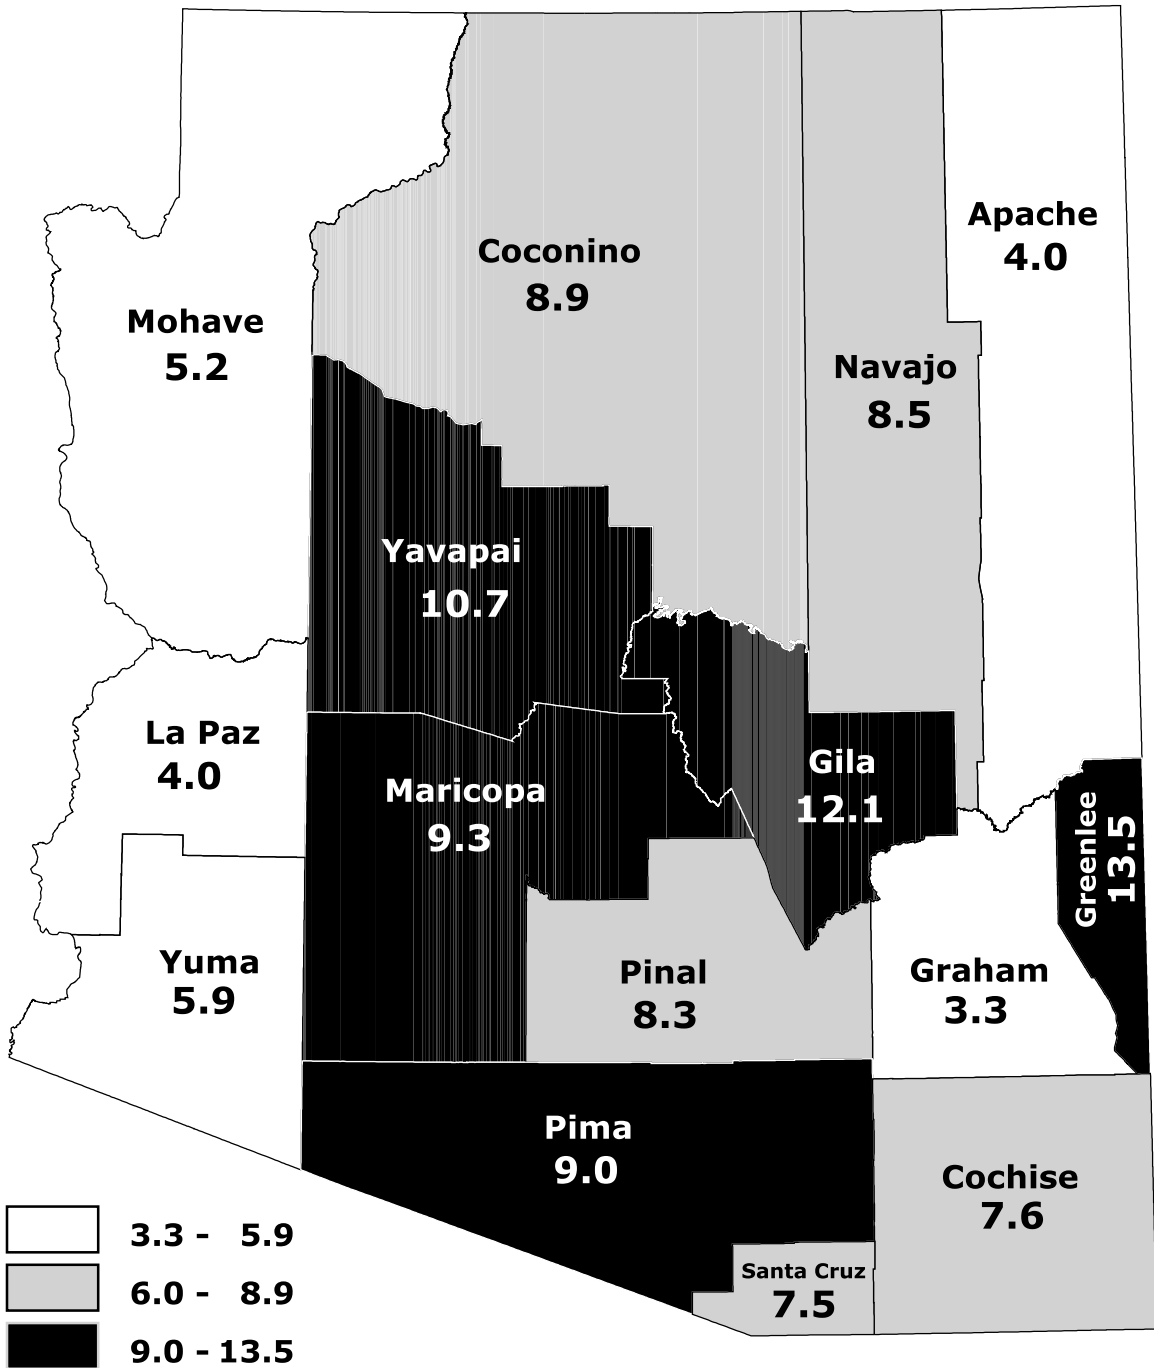 Apache
4.0
Coconino
8.9
Mohave
5.2
Navajo
8.5
Yavapai
10.7
La Paz
4.0
Gila
12.1
Maricopa
9.3
Greenlee
13.5
Yuma
5.9
Pinal
8.3
Graham
3.3
Pima
9.0
Cochise
7.6
Santa Cruz
7.5
3.3 - 5.9
6.0 - 8.9
9.0 - 13.5